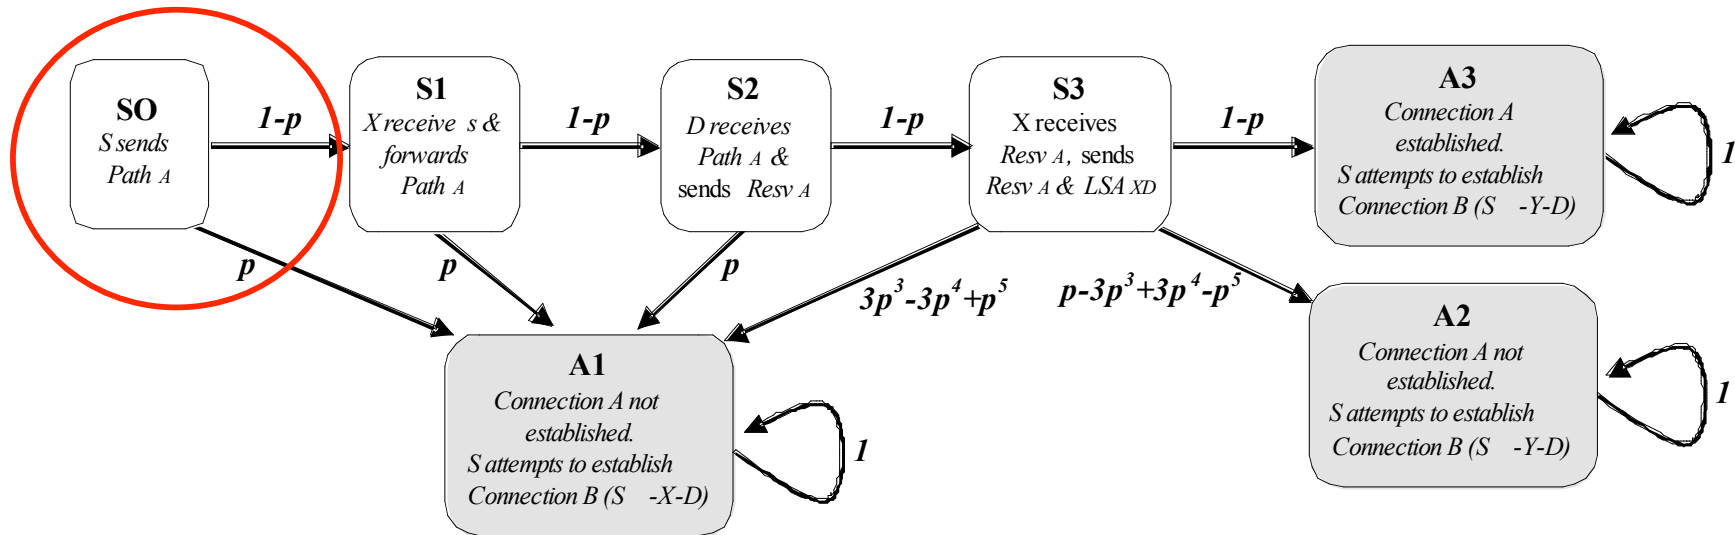 SO
S sends
Path A
1-p
S1
X receive s &
forwards
Path A
1-p
S2
D receives
Path A &
sends Resv A
1-p
S3
X receives
Resv A, sends
Resv A & LSA XD
1-p
A3
Connection A
established.
S attempts to establish
Connection B (S -Y-D)
1
p
p
p
3p³-3p⁴+p⁵
p-3p³+3p⁴-p⁵
A1
Connection A not
established.
S attempts to establish
Connection B (S -X-D)
1
A2
Connection A not
established.
S attempts to establish
Connection B (S -Y-D)
1